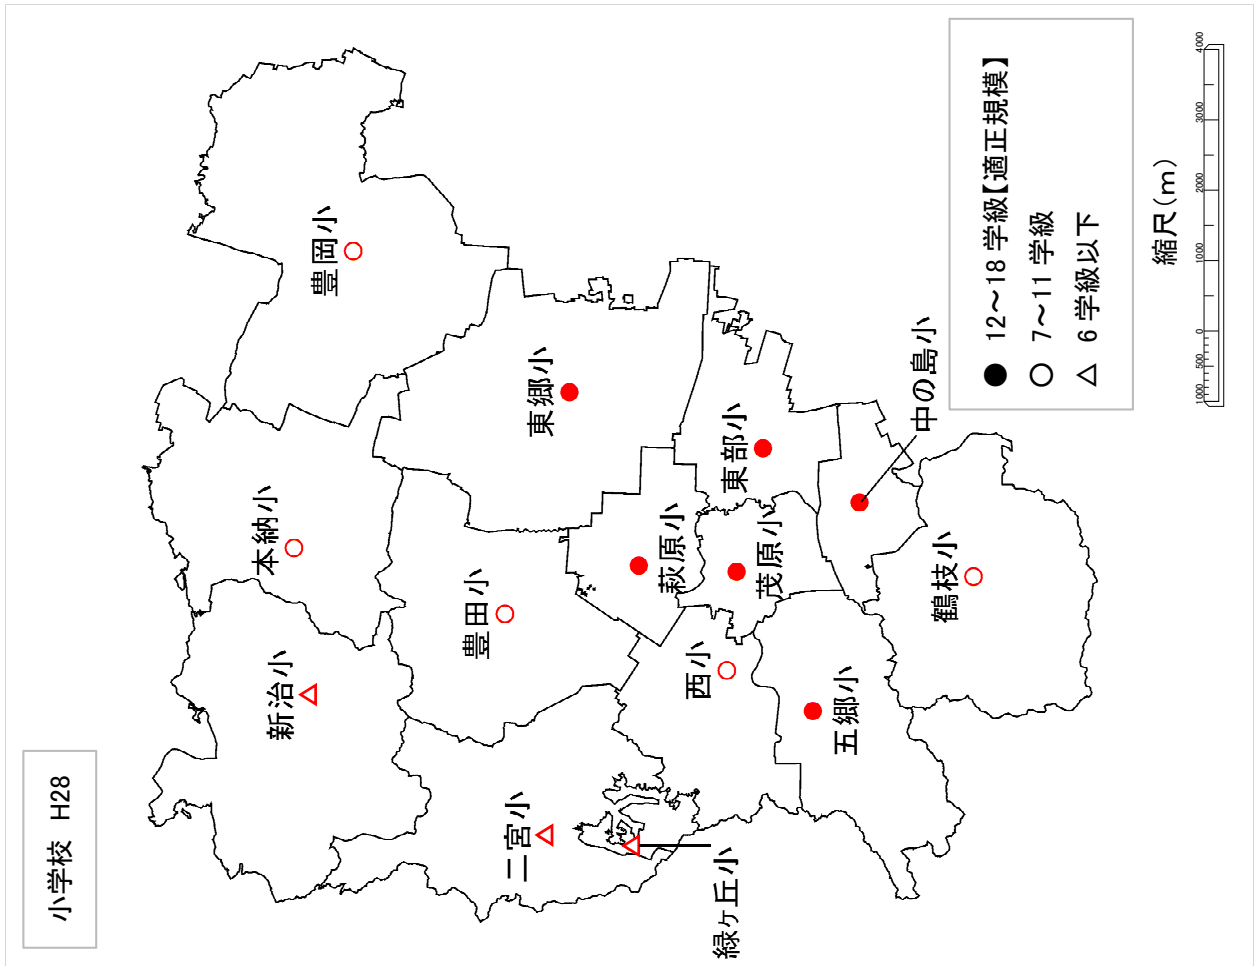 小学校 H28
豊岡小
本納小
新治小
東郷小
豊田小
二宮小
緑ヶ丘小
萩原小
東部小
茂原小
西小
五郷小
中の島小
鶴枝小
● 12～18 学級【適正規模】
○ 7～11 学級
△ 6 学級以下
縮尺(m)
1000 500 0 1000 2000 3000 4000